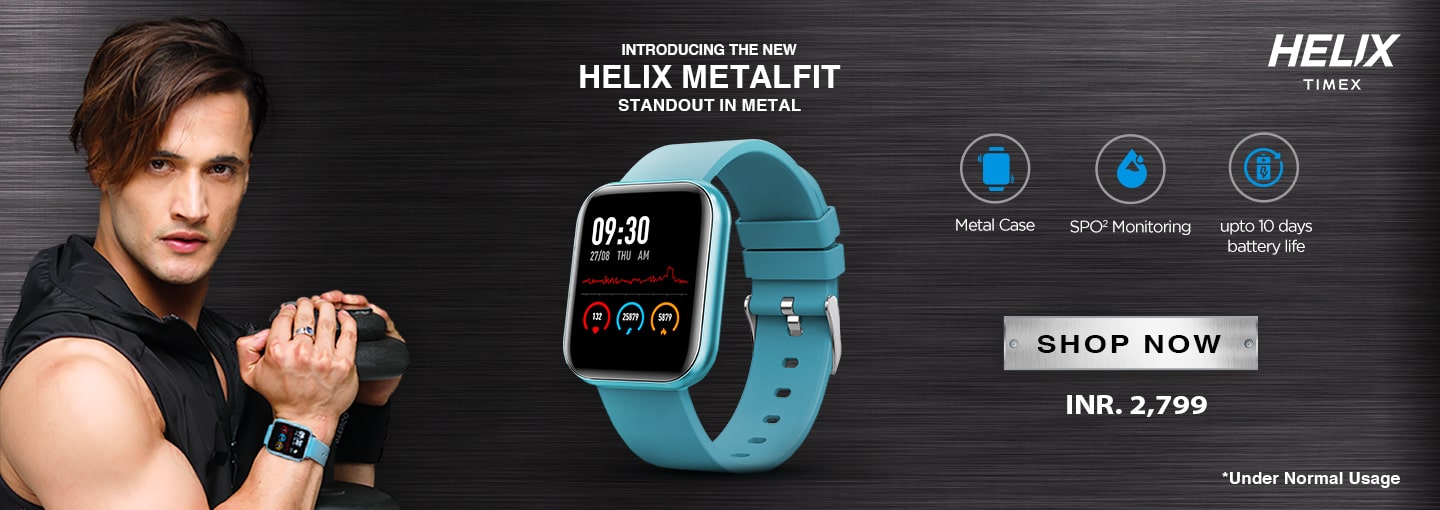 INTRODUCING THE NEW
HELIX METALFIT
STANDOUT IN METAL
HELIX
TIMEX
09:30
27/08 THU AM
132 25879 5879
Metal Case
SPO² Monitoring
upto 10 days
battery life
SHOP NOW
INR. 2,799
*Under Normal Usage